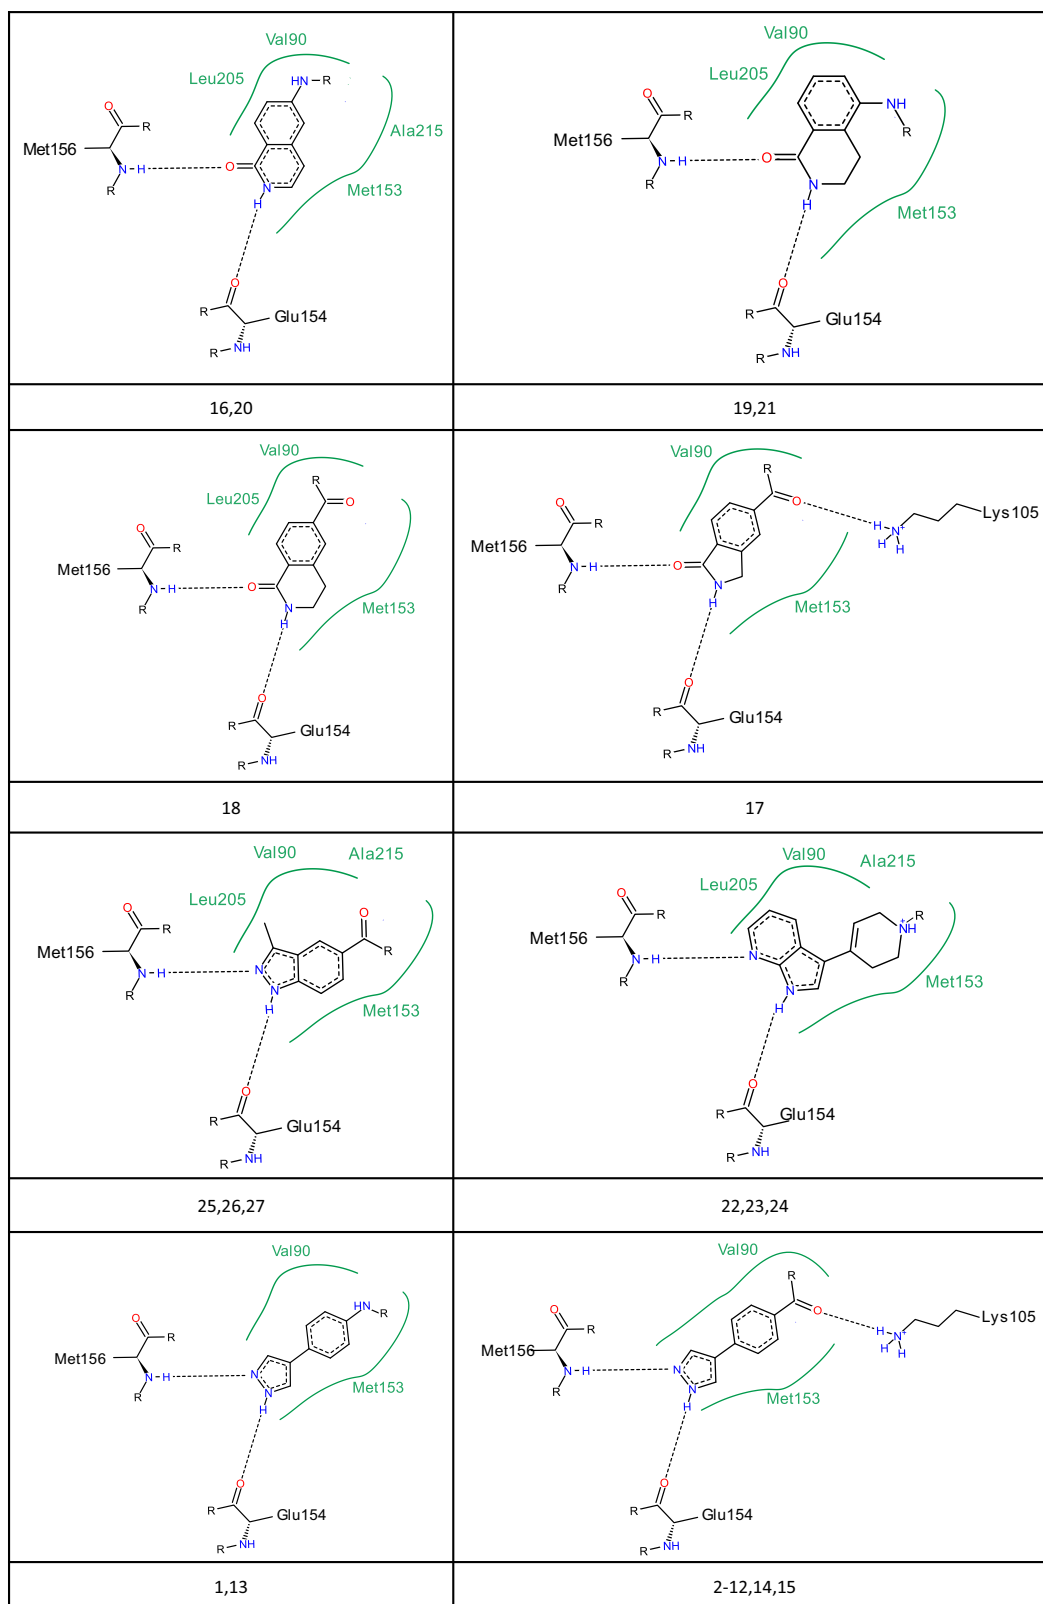 Val90
Leu205
HN
R
O
R
Ala215
Met156
N
H
O
R
N
H
Met153
O
R
Glu154
R
NH
Val90
Leu205
O
R
NH
R
Met156
N
H
O
R
N
H
Met153
O
R
Glu154
R
NH
16,20
19,21
Val90
R
O
Leu205
O
R
Met156
N
H
O
R
N
H
Met153
O
R
Glu154
R
NH
Val90
R
O
O
R
H
N+
H
H
Lys105
Met156
N
H
O
R
N
H
Met153
O
R
Glu154
R
NH
18
17
Val90
Ala215
Leu205
O
R
O
R
Met156
N
H
N
R
N
H
Met153
O
R
Glu154
R
NH
Val90
Ala215
Leu205
O
R
R
NH+
Met156
N
H
N
R
N
H
Met153
O
R
Glu154
R
NH
25,26,27
22,23,24
Val90
HN
R
O
R
Met156
N
H
N
R
N
H
Met153
O
R
Glu154
R
NH
Val90
R
O
O
R
H
N+
H
H
Lys105
Met156
N
H
N
R
N
H
Met153
O
R
Glu154
R
NH
1,13
2-12,14,15